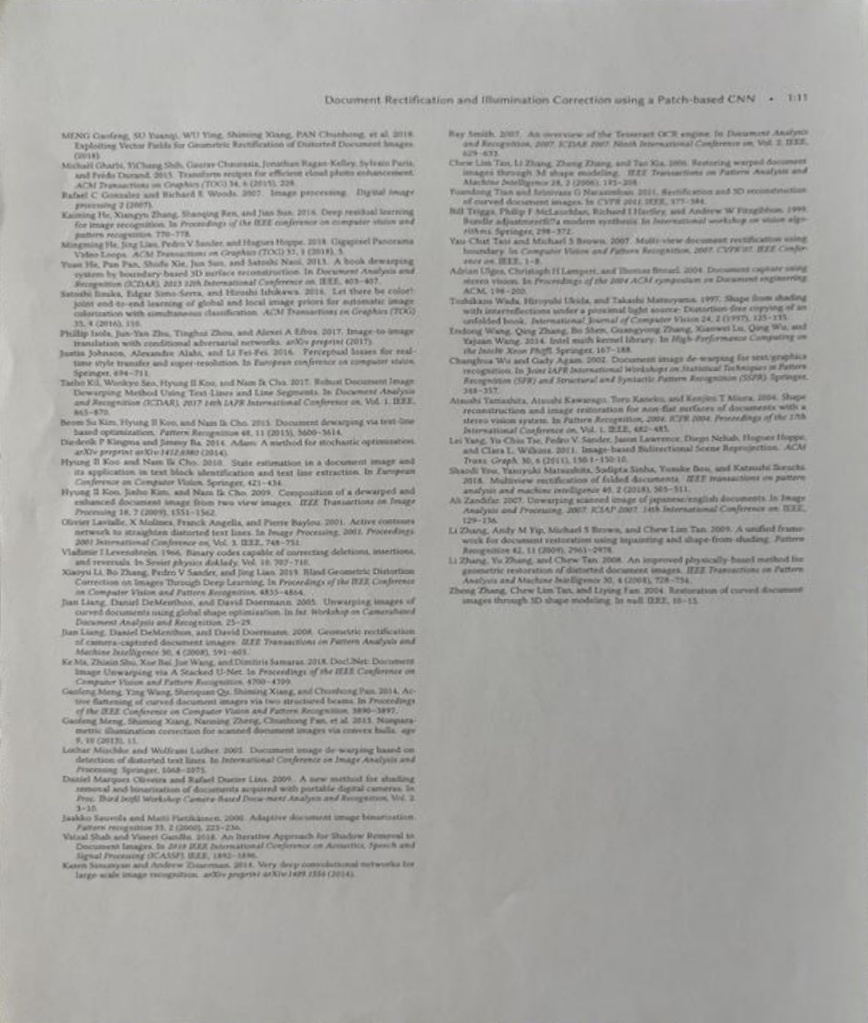 Document Rectification and Illumination Correction using a Patch-based CNN • 1:11
MENG Gaofeng, SU Yuanqi, WU Ying, Shiming Xiang, PAN Chunhong, et al. 2018.
Exploiting Vector Fields for Geometric Rectification of Distorted Document Images.
(2018).
Michaël Gharbi, YiChang Shih, Gaurav Chaurasia, Jonathan Ragan-Kelley, Sylvain Paris,
and Frédo Durand. 2015. Transform recipes for efficient cloud photo enhancement.
ACM Transactions on Graphics (TOG) 34, 6 (2015), 228.
Rafael C Gonzalez and Richard E Woods. 2007. Image processing. Digital image
processing 2 (2007).
Kaiming He, Xiangyu Zhang, Shaoqing Ren, and Jian Sun. 2016. Deep residual learning
for image recognition. In Proceedings of the IEEE conference on computer vision and
pattern recognition. 770–778.
Mingming He, Jing Liao, Pedro V Sander, and Hugues Hoppe. 2018. Gigapixel Panorama
Video Loops. ACM Transactions on Graphics (TOG) 37, 1 (2018), 3.
Yuan He, Pan Pan, Shufu Xie, Jun Sun, and Satoshi Naoi. 2013. A book dewarping
system by boundary-based 3D surface reconstruction. In Document Analysis and
Recognition (ICDAR), 2013 12th International Conference on. IEEE, 403–407.
Satoshi Iizuka, Edgar Simo-Serra, and Hiroshi Ishikawa. 2016. Let there be color!:
joint end-to-end learning of global and local image priors for automatic image
colorization with simultaneous classification. ACM Transactions on Graphics (TOG)
35, 4 (2016), 110.
Phillip Isola, Jun-Yan Zhu, Tinghui Zhou, and Alexei A Efros. 2017. Image-to-image
translation with conditional adversarial networks. arXiv preprint (2017).
Justin Johnson, Alexandre Alahi, and Li Fei-Fei. 2016. Perceptual losses for real-
time style transfer and super-resolution. In European conference on computer vision.
Springer, 694–711.
Taeho Kil, Wonkyo Seo, Hyung Il Koo, and Nam Ik Cho. 2017. Robust Document Image
Dewarping Method Using Text-Lines and Line Segments. In Document Analysis
and Recognition (ICDAR), 2017 14th IAPR International Conference on, Vol. 1. IEEE,
865–870.
Beom Su Kim, Hyung Il Koo, and Nam Ik Cho. 2015. Document dewarping via text-line
based optimization. Pattern Recognition 48, 11 (2015), 3600–3614.
Diederik P Kingma and Jimmy Ba. 2014. Adam: A method for stochastic optimization.
arXiv preprint arXiv:1412.6980 (2014).
Hyung Il Koo and Nam Ik Cho. 2010. State estimation in a document image and
its application in text block identification and text line extraction. In European
Conference on Computer Vision. Springer, 421–434.
Hyung Il Koo, Jinho Kim, and Nam Ik Cho. 2009. Composition of a dewarped and
enhanced document image from two view images. IEEE Transactions on Image
Processing 18, 7 (2009), 1551–1562.
Olivier Lavialle, X Molines, Franck Angella, and Pierre Baylou. 2001. Active contours
network to straighten distorted text lines. In Image Processing, 2001. Proceedings.
2001 International Conference on, Vol. 3. IEEE, 748–751.
Vladimir I Levenshtein. 1966. Binary codes capable of correcting deletions, insertions,
and reversals. In Soviet physics doklady, Vol. 10. 707–710.
Xiaoyu Li, Bo Zhang, Pedro V Sander, and Jing Liao. 2019. Blind Geometric Distortion
Correction on Images Through Deep Learning. In Proceedings of the IEEE Conference
on Computer Vision and Pattern Recognition. 4855–4864.
Jian Liang, Daniel DeMenthon, and David Doermann. 2005. Unwarping images of
curved documents using global shape optimization. In Int. Workshop on Camerabased
Document Analysis and Recognition. 25–29.
Jian Liang, Daniel DeMenthon, and David Doermann. 2008. Geometric rectification
of camera-captured document images. IEEE Transactions on Pattern Analysis and
Machine Intelligence 30, 4 (2008), 591–605.
Ke Ma, Zhixin Shu, Xue Bai, Jue Wang, and Dimitris Samaras. 2018. DocUNet: Document
Image Unwarping via A Stacked U-Net. In Proceedings of the IEEE Conference on
Computer Vision and Pattern Recognition. 4700–4709.
Gaofeng Meng, Ying Wang, Shenquan Qu, Shiming Xiang, and Chunhong Pan. 2014. Ac-
tive flattening of curved document images via two structured beams. In Proceedings
of the IEEE Conference on Computer Vision and Pattern Recognition. 3890–3897.
Gaofeng Meng, Shiming Xiang, Nanning Zheng, Chunhong Pan, et al. 2013. Nonpara-
metric illumination correction for scanned document images via convex hulls.
9, 10 (2013), 11.
Lothar Mischke and Wolfram Luther. 2005. Document image de-warping based on
detection of distorted text lines. In International Conference on Image Analysis and
Processing. Springer, 1068–1075.
Daniel Marques Oliveira and Rafael Dueire Lins. 2009. A new method for shading
removal and binarization of documents acquired with portable digital cameras. In
Proc. Third Workshop Camera-Based Docu-ment Analysis and Recognition, Vol. 2.
3–10.
Jaakko Sauvola and Matti Pietikäinen. 2000. Adaptive document image binarization.
Pattern recognition 33, 2 (2000), 225–236.
Vatsal Shah and Vineet Gandhi. 2018. An Iterative Approach for Shadow Removal in
Document Images. In 2018 IEEE International Conference on Acoustics, Speech and
Signal Processing (ICASSP). IEEE, 1892–1896.
Karen Simonyan and Andrew Zisserman. 2014. Very deep convolutional networks for
large-scale image recognition. arXiv preprint arXiv:1409.1556 (2014).
Ray Smith. 2007. An overview of the Tesseract OCR engine. In Document Analysis
and Recognition, 2007. ICDAR 2007. Ninth International Conference on, Vol. 2. IEEE,
629–633.
Chew Lim Tan, Li Zhang, Zheng Zhang, and Tao Xia. 2006. Restoring warped document
images through 3d shape modeling. IEEE Transactions on Pattern Analysis and
Machine Intelligence 28, 2 (2006), 195–208.
Yuandong Tian and Srinivasa G Narasimhan. 2011. Rectification and 3D reconstruction
of curved document images. In CVPR 2011. IEEE, 377–384.
Bill Triggs, Philip F McLauchlan, Richard I Hartley, and Andrew W Fitzgibbon. 1999.
Bundle a modern synthesis. In International workshop on vision algo-
rithms. Springer, 298–372.
Yau-Chat Tsoi and Michael S Brown. 2007. Multi-view document rectification using
boundary. In Computer Vision and Pattern Recognition, 2007. CVPR'07. IEEE Confer-
ence on. IEEE, 1–8.
Adrian Ulges, Christoph H Lampert, and Thomas Breuel. 2004. Document capture using
stereo vision. In Proceedings of the 2004 ACM symposium on Document engineering.
ACM, 198–200.
Toshikazu Wada, Hiroyuki Ukida, and Takashi Matsuyama. 1997. Shape from shading
with interreflections under a proximal light source: Distortion-free copying of an
unfolded book. International Journal of Computer Vision 24, 2 (1997), 125–135.
Endong Wang, Qing Zhang, Bo Shen, Guangyong Zhang, Xiaowei Lu, Qing Wu, and
Yajuan Wang. 2014. Intel math kernel library. In High-Performance Computing on
the Intel® Xeon Phi™. Springer, 167–188.
Changhua Wu and Gady Agam. 2002. Document image de-warping for text/graphics
recognition. In Joint IAPR International Workshops on Statistical Techniques in Pattern
Recognition (SPR) and Structural and Syntactic Pattern Recognition (SSPR). Springer,
348–357.
Atsushi Yamashita, Atsushi Kawarago, Toru Kaneko, and Kenjiro T Miura. 2004. Shape
reconstruction and image restoration for non-flat surfaces of documents with a
stereo vision system. In Pattern Recognition, 2004. ICPR 2004. Proceedings of the 17th
International Conference on, Vol. 1. IEEE, 482–485.
Lei Yang, Yu-Chiu Tse, Pedro V. Sander, Jason Lawrence, Diego Nehab, Hugues Hoppe,
and Clara L. Wilkins. 2011. Image-based Bidirectional Scene Reprojection. ACM
Trans. Graph. 30, 6 (2011), 150:1–150:10.
Shaodi You, Yasuyuki Matsushita, Sudipta Sinha, Yusuke Bou, and Katsushi Ikeuchi.
2018. Multiview rectification of folded documents. IEEE transactions on pattern
analysis and machine intelligence 40, 2 (2018), 505–511.
Ali Zandifar. 2007. Unwarping scanned image of japanese/english documents. In Image
Analysis and Processing, 2007. ICIAP 2007. 14th International Conference on. IEEE,
129–136.
Li Zhang, Andy M Yip, Michael S Brown, and Chew Lim Tan. 2009. A unified frame-
work for document restoration using inpainting and shape-from-shading. Pattern
Recognition 42, 11 (2009), 2961–2978.
Li Zhang, Yu Zhang, and Chew Tan. 2008. An improved physically-based method for
geometric restoration of distorted document images. IEEE Transactions on Pattern
Analysis and Machine Intelligence 30, 4 (2008), 728–734.
Zheng Zhang, Chew Lim Tan, and Liying Fan. 2004. Restoration of curved document
images through 3D shape modeling. In null. IEEE, 10–15.